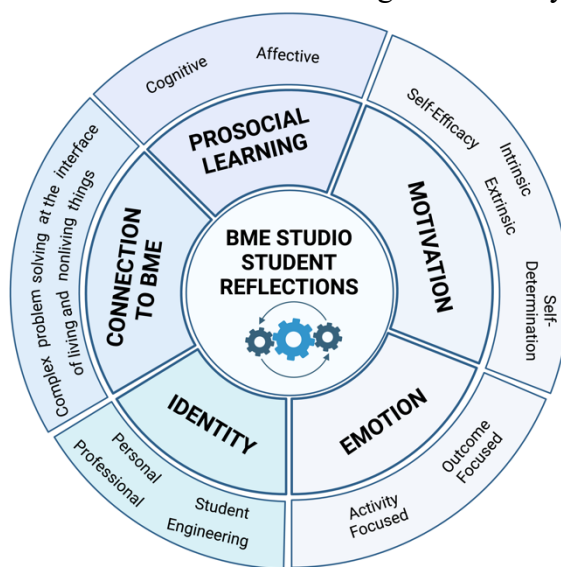 BME STUDIO
STUDENT
REFLECTIONS
PROSOCIAL
LEARNING
Cognitive
Affective
MOTIVATION
Self-Efficacy
Intrinsic
Extrinsic
Self-
Determination
EMOTION
Outcome
Focused
Activity
Focused
IDENTITY
Personal
Professional
Student
Engineering
CONNECTION
TO BME
Complex problem solving at the interface
of living and nonliving things